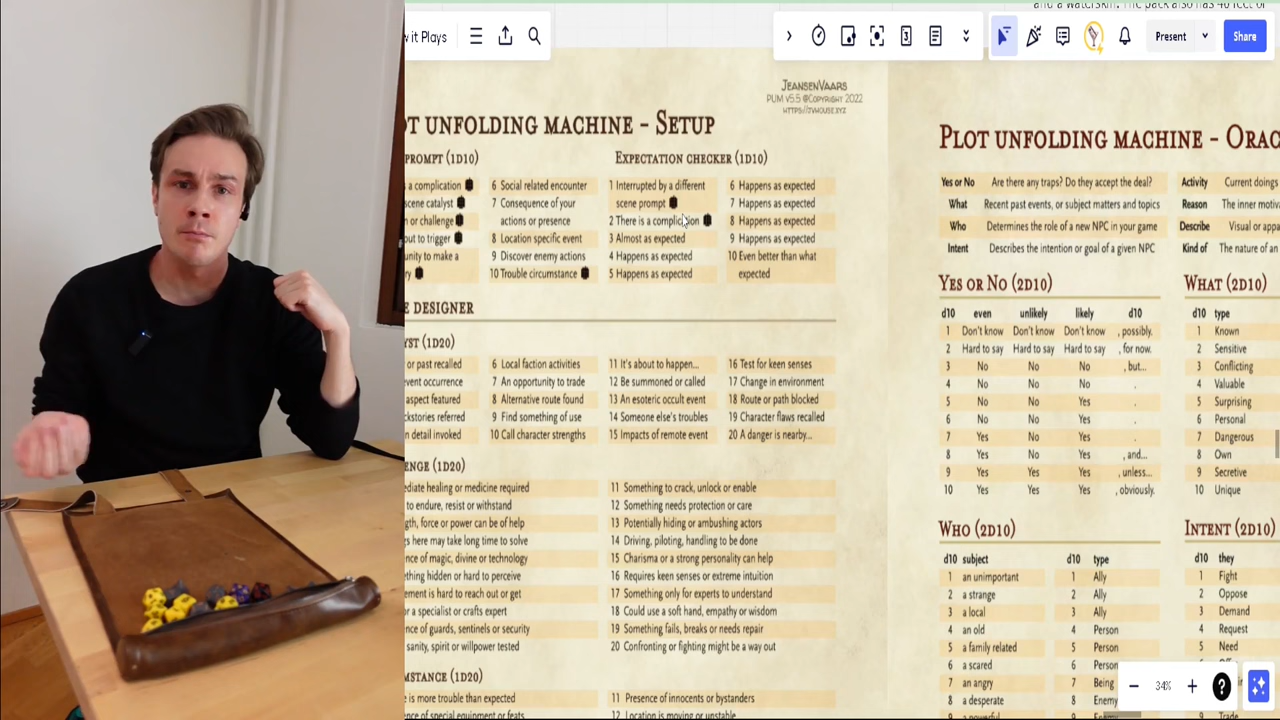 v it Plays
Present
Share
JEANSENVAARS
PUM V5.5 @COPYRIGHT 2022
HTTPS://JVHOUSE.XYZ
OT UNFOLDING MACHINE - SETUP
PROMPT (1D10)
a complication
scene catalyst
n or challenge
out to trigger
unity to make a
ry
6 Social related encounter
7 Consequence of your
actions or presence
8 Location specific event
9 Discover enemy actions
10 Trouble circumstance
EXPECTATION CHECKER (1D10)
1 Interrupted by a different
scene prompt
2 There is a complication
3 Almost as expected
4 Happens as expected
5 Happens as expected
6 Happens as expected
7 Happens as expected
8 Happens as expected
9 Happens as expected
10 Even better than what
expected
E DESIGNER
YST (1D20)
or past recalled
event occurrence
aspect featured
ckstories referred
n detail invoked
6 Local faction activities
7 An opportunity to trade
8 Alternative route found
9 Find something of use
10 Call character strengths
11 It's about to happen...
12 Be summoned or called
13 An esoteric occult event
14 Someone else's troubles
15 Impacts of remote event
16 Test for keen senses
17 Change in environment
18 Route or path blocked
19 Character flaws recalled
20 A danger is nearby...
ENGE (1D20)
ediate healing or medicine required
to endure, resist or withstand
gth, force or power can be of help
gs here may take long time to solve
nce of magic, divine or technology
ething hidden or hard to perceive
ement is hard to reach out or get
or a specialist or crafts expert
nce of guards, sentinels or security
sanity, spirit or willpower tested
11 Something to crack, unlock or enable
12 Something needs protection or care
13 Potentially hiding or ambushing actors
14 Driving, piloting, handling to be done
15 Charisma or a strong personality can help
16 Requires keen senses or extreme intuition
17 Something only for experts to understand
18 Could use a soft hand, empathy or wisdom
19 Something fails, breaks or needs repair
20 Confronting or fighting might be a way out
MSTANCE (1D20)
e is more trouble than expected
ence of special equipment or feats
11 Presence of innocents or bystanders
12 Location is moving or unstable
PLOT UNFOLDING MACHINE - ORAC
Yes or No Are there any traps? Do they accept the deal?
What Recent past events, or subject matters and topics
Who Determines the role of a new NPC in your game
Intent Describes the intention or goal of a given NPC
Activity Current doings
Reason The inner motiva
Describe Visual or appa
Kind of The nature of an
YES OR NO (2D10)
d10 even unlikely likely d10
1 Don't know Don't know Don't know , possibly.
2 Hard to say Hard to say Hard to say , for now.
3 No No No , but...
4 No No No .
5 No No Yes .
6 No No Yes .
7 Yes No Yes .
8 Yes No Yes , and...
9 Yes Yes Yes , unless...
10 Yes Yes Yes , obviously.
WHAT (2D10)
d10 type
1 Known
2 Sensitive
3 Conflicting
4 Valuable
5 Surprising
6 Personal
7 Dangerous
8 Own
9 Secretive
10 Unique
WHO (2D10)
d10 subject d10 type
1 an unimportant 1 Ally
2 a strange 2 Ally
3 a local 3 Ally
4 an old 4 Person
5 a family related 5 Person
6 a scared 6 Person
7 an angry 7 Being
8 a desperate 8 Enemy
9 a powerful 9 Enemy
INTENT (2D10)
d10 they
1 Fight
2 Oppose
3 Demand
4 Request
5 Need
9 Trade
34%